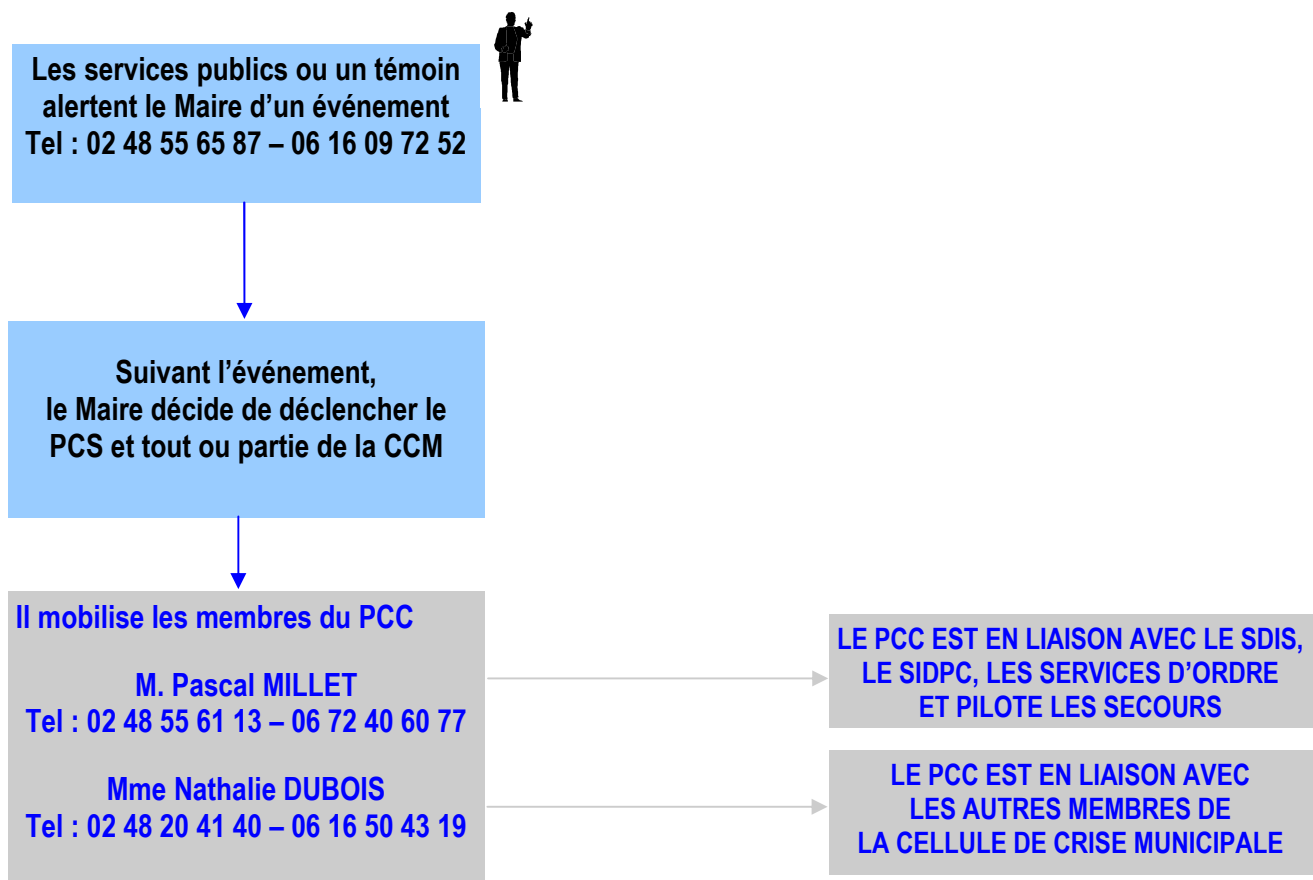 Les services publics ou un témoin
alertent le Maire d’un événement
Tel : 02 48 55 65 87 – 06 16 09 72 52
Suivant l’événement,
le Maire décide de déclencher le
PCS et tout ou partie de la CCM
Il mobilise les membres du PCC
M. Pascal MILLET
Tel : 02 48 55 61 13 – 06 72 40 60 77
Mme Nathalie DUBOIS
Tel : 02 48 20 41 40 – 06 16 50 43 19
LE PCC EST EN LIAISON AVEC LE SDIS,
LE SIDPC, LES SERVICES D’ORDRE
ET PILOTE LES SECOURS
LE PCC EST EN LIAISON AVEC
LES AUTRES MEMBRES DE
LA CELLULE DE CRISE MUNICIPALE